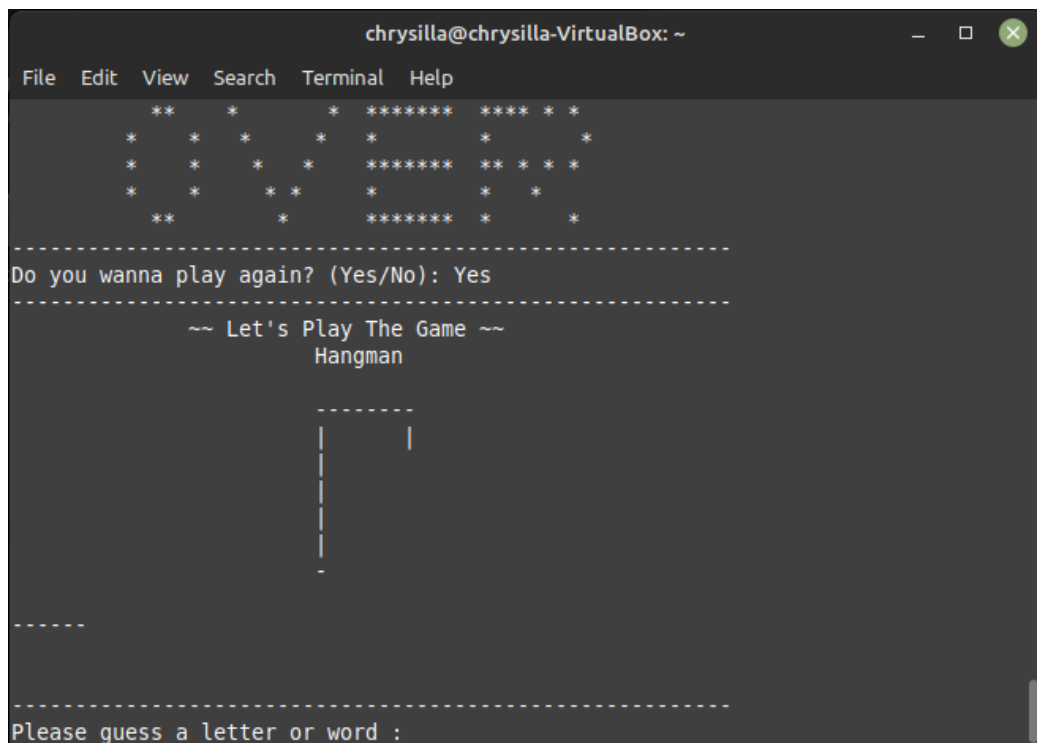 chrysilla@chrysilla-VirtualBox: ~
File Edit View Search Terminal Help
           **    *       *  *******  **** * *
         *    *   *     *   *        *       *
         *    *    *   *    *******  ** * * *
         *    *     * *     *        *   *
           **        *      *******  *      *
---------------------------------------------------------
Do you wanna play again? (Yes/No): Yes
---------------------------------------------------------
              ~~ Let's Play The Game ~~
                        Hangman
                        --------
                        |      |
                        |
                        |
                        |
                        |
                        -
------
---------------------------------------------------------
Please guess a letter or word :